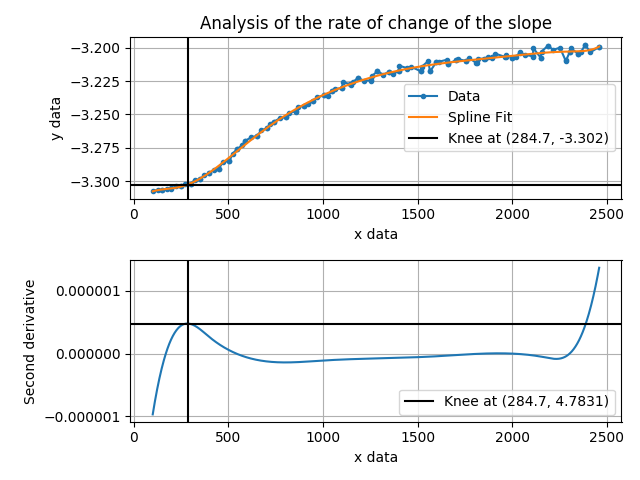 Analysis of the rate of change of the slope
−3.200
−3.225
−3.250
−3.275
−3.300
y data
Data
Spline Fit
Knee at (284.7, -3.302)
0 500 1000 1500 2000 2500
x data
Second derivative
0.000001
0.000000
−0.000001
Knee at (284.7, 4.7831)
0 500 1000 1500 2000 2500
x data